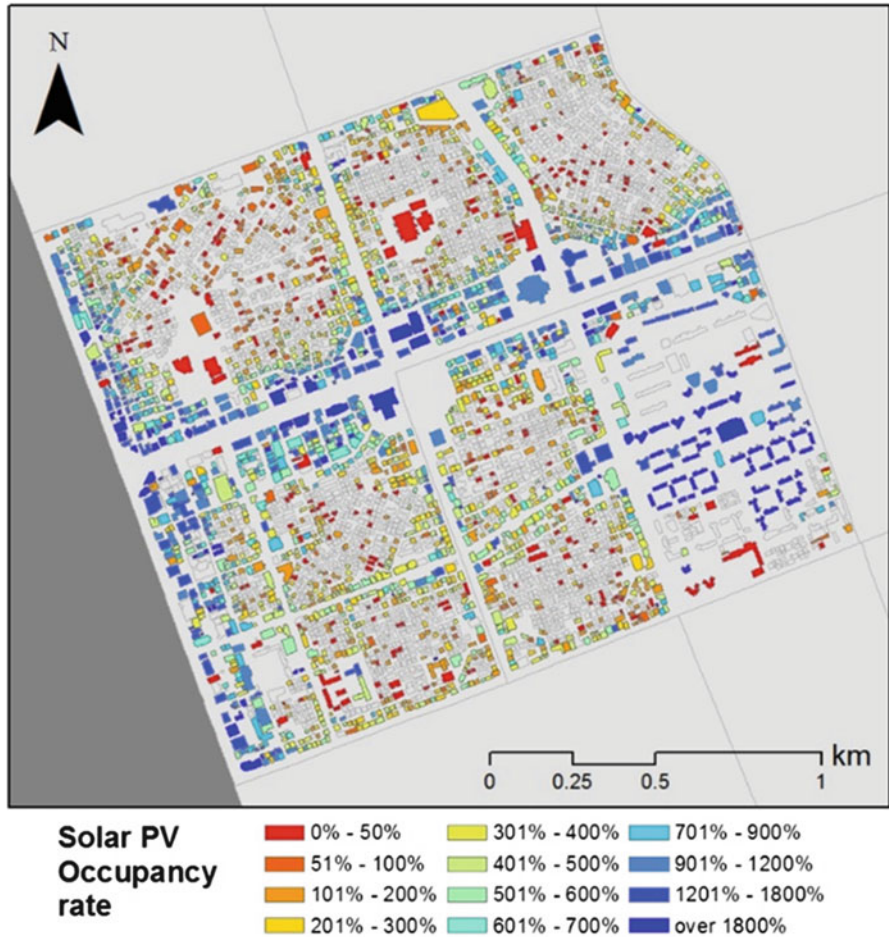 N
km
0 0.25 0.5 1
Solar PV
Occupancy
rate
0% - 50%
51% - 100%
101% - 200%
201% - 300%
301% - 400%
401% - 500%
501% - 600%
601% - 700%
701% - 900%
901% - 1200%
1201% - 1800%
over 1800%